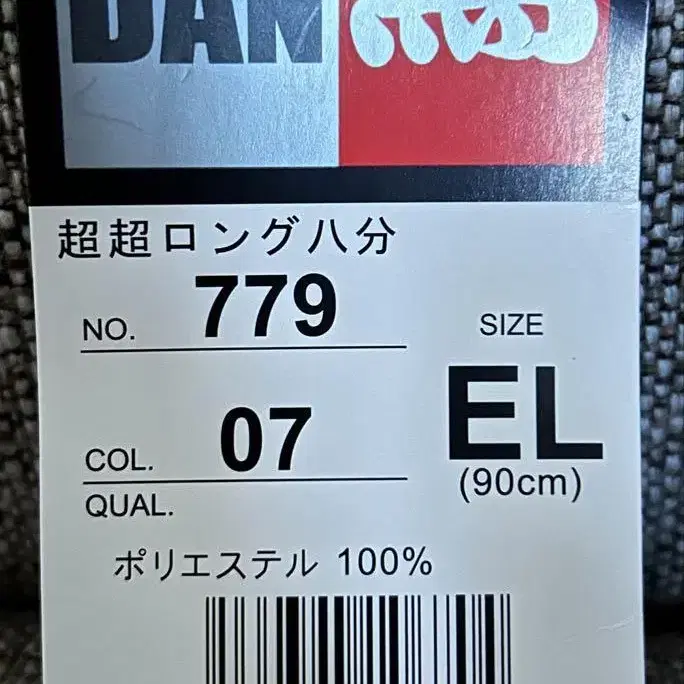 DAN
超超ロング八分
NO. 779
SIZE
EL
(90cm)
COL. 07
QUAL.
ポリエステル 100%